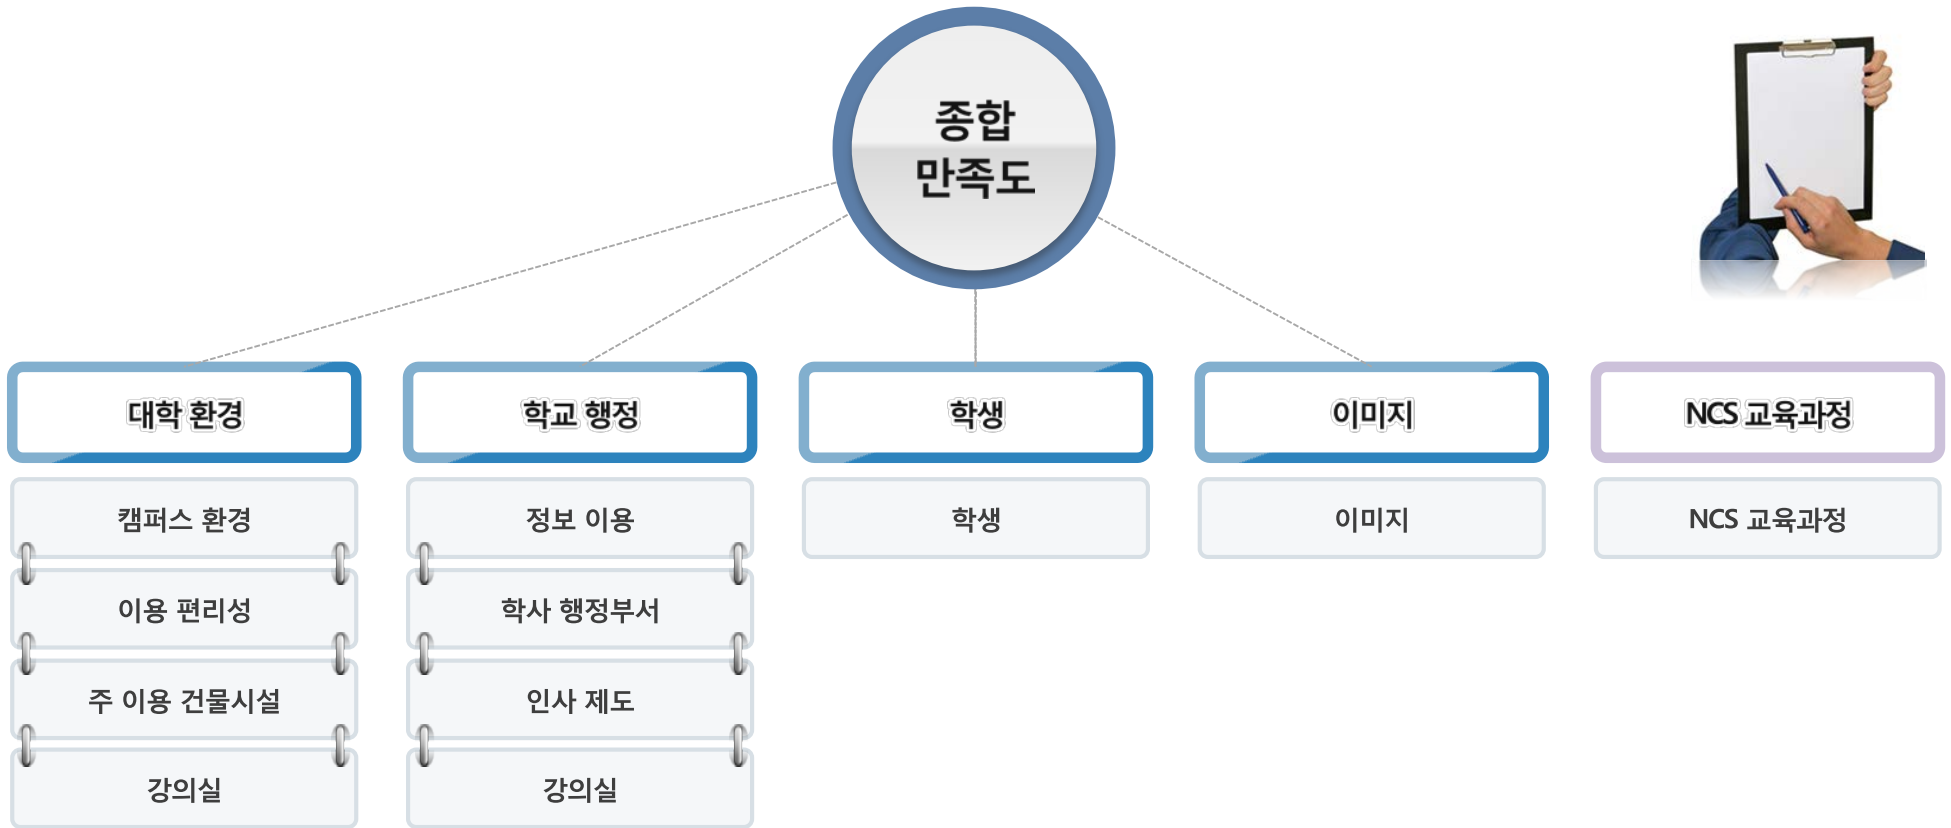 종합
만족도
대학 환경
학교 행정
학생
이미지
NCS 교육과정
캠퍼스 환경
정보 이용
학생
이미지
NCS 교육과정
이용 편리성
학사 행정부서
주 이용 건물시설
인사 제도
강의실
강의실